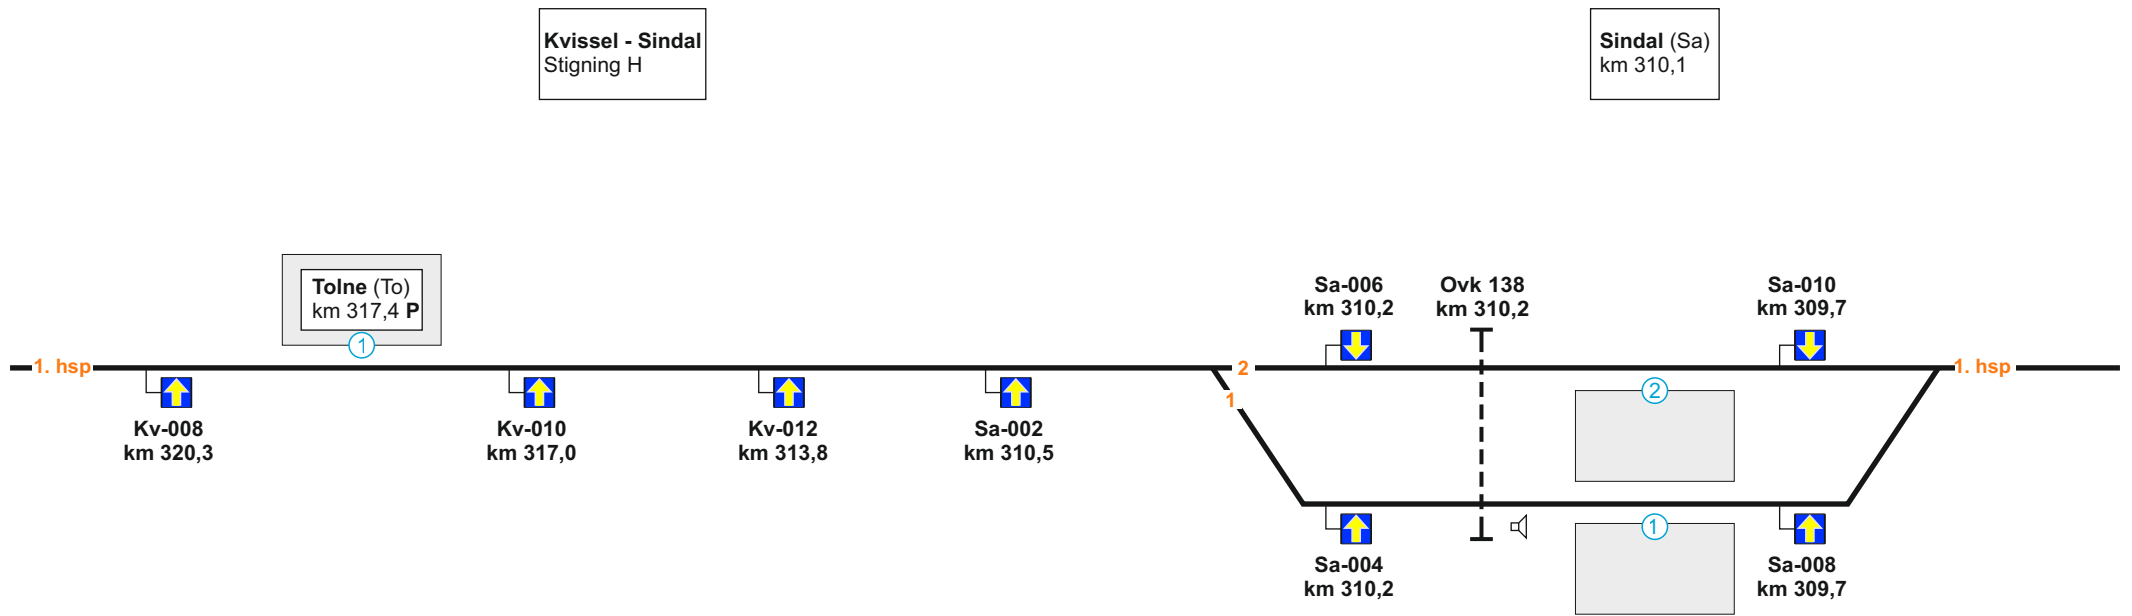 Kvissel - Sindal
Stigning H
Sindal (Sa)
km 310,1
Tolne (To)
km 317,4 P
1
Sa-006
km 310,2
Ovk 138
km 310,2
Sa-010
km 309,7
1. hsp
2
1. hsp
1
2
Kv-008
km 320,3
Kv-010
km 317,0
Kv-012
km 313,8
Sa-002
km 310,5
1
Sa-004
km 310,2
Sa-008
km 309,7